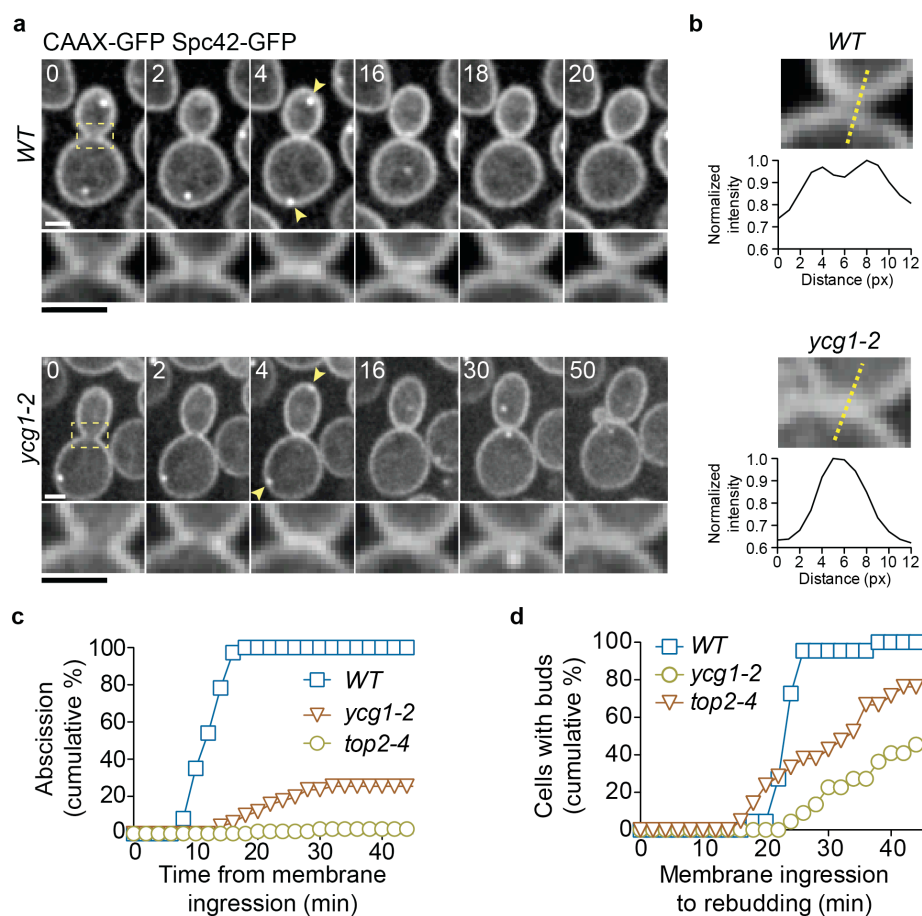 a
CAAX-GFP Spc42-GFP
WT
0 2 4 16 18 20
ycg1-2
0 2 4 16 30 50
b
WT
Normalized
intensity
1.0
0.9
0.8
0.7
0.6
0 2 4 6 8 10 12
Distance (px)
ycg1-2
Normalized
intensity
1.0
0.9
0.8
0.7
0.6
0 2 4 6 8 10 12
Distance (px)
c
Abscission
(cumulative %)
100
80
60
40
20
0
WT
ycg1-2
top2-4
0 10 20 30 40
Time from membrane
ingression (min)
d
Cells with buds
(cumulative %)
100
80
60
40
20
0
WT
ycg1-2
top2-4
0 10 20 30 40
Membrane ingression
to rebudding (min)